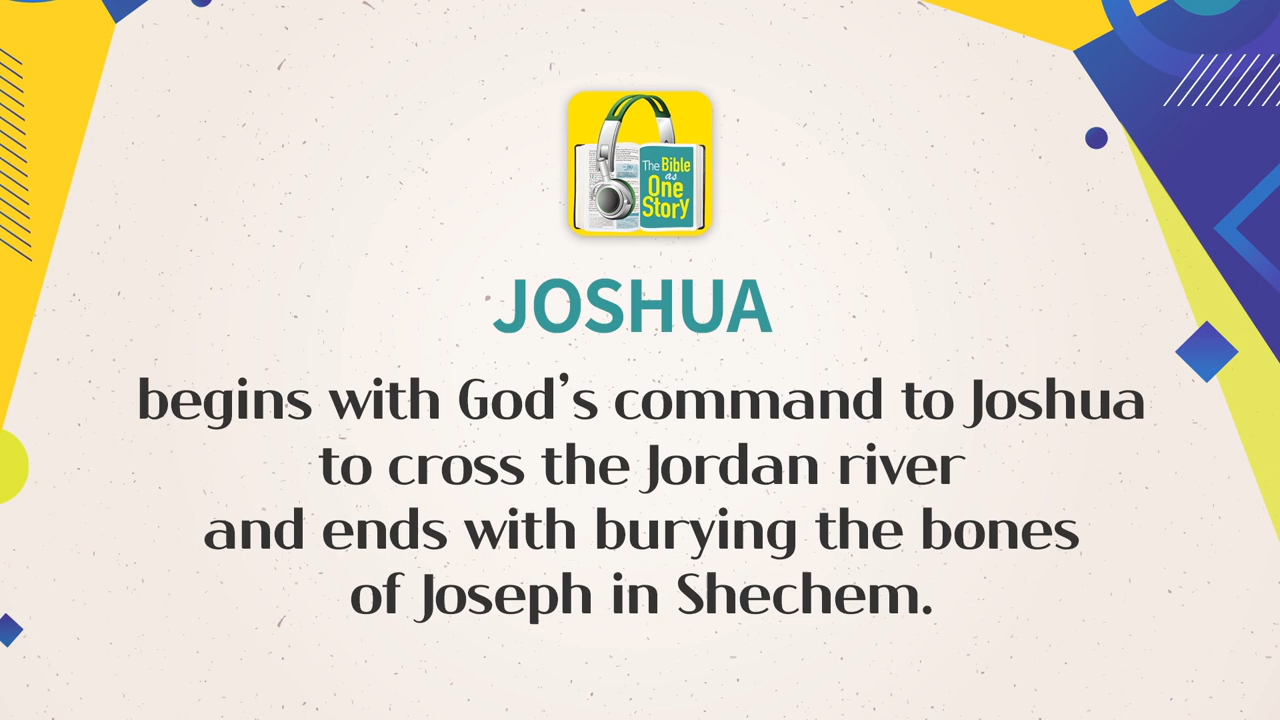 The Bible
as
One
Story
JOSHUA
begins with God’s command to Joshua
to cross the Jordan river
and ends with burying the bones
of Joseph in Shechem.